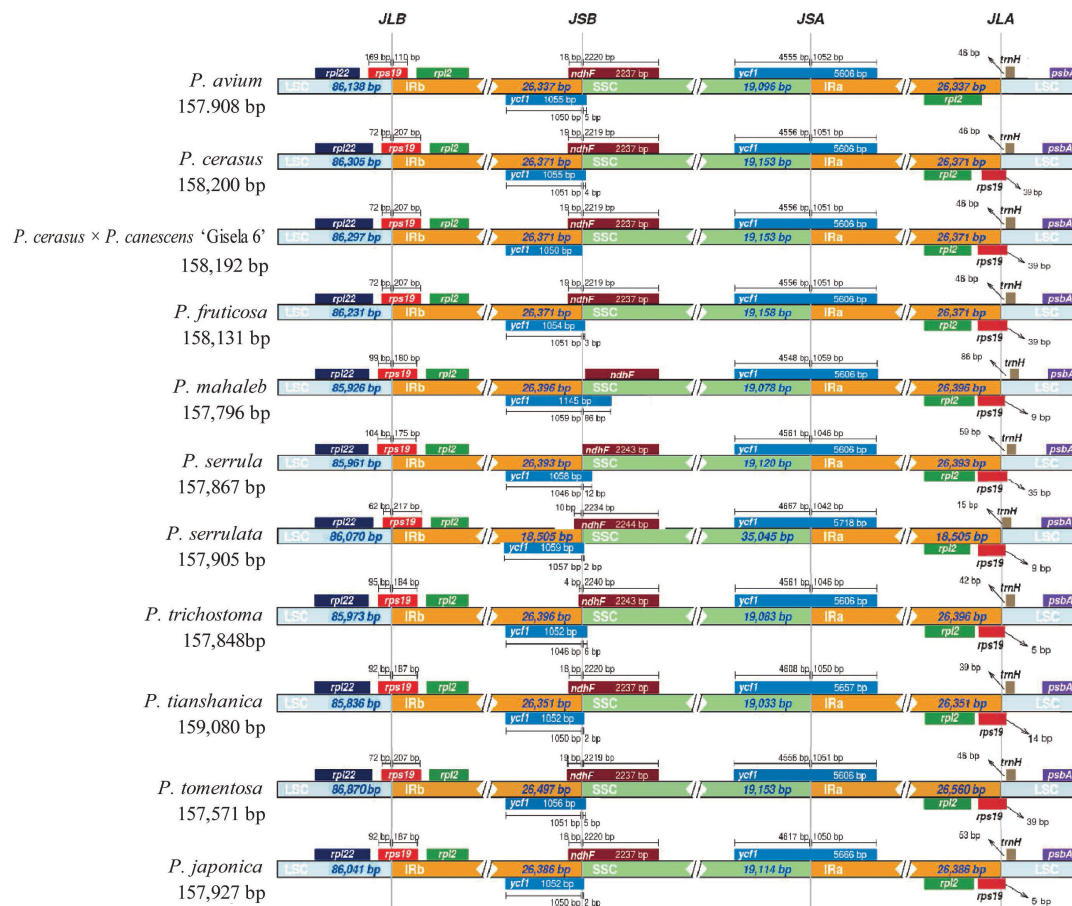 JLB JSB JSA JLA
169 bp 110 bp 18 bp 2220 bp 4555 bp 1052 bp 46 bp trnH
P. avium rpl22 rps19 rpl2 ndhF 2237 bp ycf1 5606 bp psbA
LSC 86,138 bp IRb 26,337 bp SSC 19,096 bp IRa 26,337 bp LSC
157.908 bp ycf1 1055 bp rpl2
1050 bp 5 bp
72 bp 207 bp 19 bp 2219 bp 4556 bp 1051 bp 46 bp trnH
P. cerasus rpl22 rps19 rpl2 ndhF 2237 bp ycf1 5606 bp psbA
LSC 86,305 bp IRb 26,371 bp SSC 19,153 bp IRa 26,371 bp LSC
158,200 bp ycf1 1055 bp rpl2 rps19 39 bp
1051 bp 4 bp
72 bp 207 bp 19 bp 2219 bp 4556 bp 1051 bp 46 bp trnH
P. cerasus × P. canescens ‘Gisela 6’ rpl22 rps19 rpl2 ndhF 2237 bp ycf1 5606 bp psbA
LSC 86,297 bp IRb 26,371 bp SSC 19,153 bp IRa 26,371 bp LSC
158,192 bp ycf1 1050 bp rpl2 rps19 39 bp
72 bp 207 bp 19 bp 2219 bp 4556 bp 1051 bp 46 bp trnH
P. fruticosa rpl22 rps19 rpl2 ndhF 2237 bp ycf1 5606 bp psbA
LSC 86,231 bp IRb 26,371 bp SSC 19,158 bp IRa 26,371 bp LSC
158,131 bp ycf1 1054 bp rpl2 rps19 39 bp
1051 bp 3 bp
99 bp 180 bp 4548 bp 1059 bp 86 bp trnH
P. mahaleb rpl22 rps19 rpl2 ndhF ycf1 5606 bp psbA
LSC 85,926 bp IRb 26,396 bp SSC 19,078 bp IRa 26,396 bp LSC
157,796 bp ycf1 1145 bp rpl2 rps19 9 bp
1059 bp 86 bp
104 bp 175 bp 4561 bp 1046 bp 59 bp trnH
P. serrula rpl22 rps19 rpl2 ndhF 2243 bp ycf1 5606 bp psbA
LSC 85,961 bp IRb 26,393 bp SSC 19,120 bp IRa 26,393 bp LSC
157,867 bp ycf1 1058 bp rpl2 rps19 35 bp
1046 bp 12 bp
62 bp 217 bp 10 bp 2234 bp 4667 bp 1042 bp 15 bp trnH
P. serrulata rpl22 rps19 rpl2 ndhF 2244 bp ycf1 5718 bp psbA
LSC 86,070 bp IRb 18,505 bp SSC 35,045 bp IRa 18,505 bp LSC
157,905 bp ycf1 1059 bp rpl2 rps19 9 bp
1057 bp 2 bp
95 bp 184 bp 4 bp 2240 bp 4561 bp 1046 bp 42 bp trnH
P. trichostoma rpl22 rps19 rpl2 ndhF 2243 bp ycf1 5606 bp psbA
LSC 85,973 bp IRb 26,396 bp SSC 19,083 bp IRa 26,396 bp LSC
157,848bp ycf1 1052 bp rpl2 rps19 5 bp
1046 bp 6 bp
92 bp 187 bp 18 bp 2220 bp 4608 bp 1050 bp 39 bp trnH
P. tianshanica rpl22 rps19 rpl2 ndhF 2237 bp ycf1 5657 bp psbA
LSC 85,836 bp IRb 26,351 bp SSC 19,033 bp IRa 26,351 bp LSC
159,080 bp ycf1 1052 bp rpl2 rps19 14 bp
1050 bp 2 bp
72 bp 207 bp 19 bp 2219 bp 4556 bp 1051 bp 46 bp trnH
P. tomentosa rpl22 rps19 rpl2 ndhF 2237 bp ycf1 5606 bp psbA
LSC 86,870 bp IRb 26,497 bp SSC 19,153 bp IRa 26,560 bp LSC
157,571 bp ycf1 1056 bp rpl2 rps19 39 bp
1051 bp 5 bp
92 bp 187 bp 18 bp 2220 bp 4617 bp 1050 bp 53 bp trnH
P. japonica rpl22 rps19 rpl2 ndhF 2237 bp ycf1 5666 bp psbA
LSC 86,041 bp IRb 26,386 bp SSC 19,114 bp IRa 26,386 bp LSC
157,927 bp ycf1 1052 bp rpl2 rps19 5 bp
1050 bp 2 bp